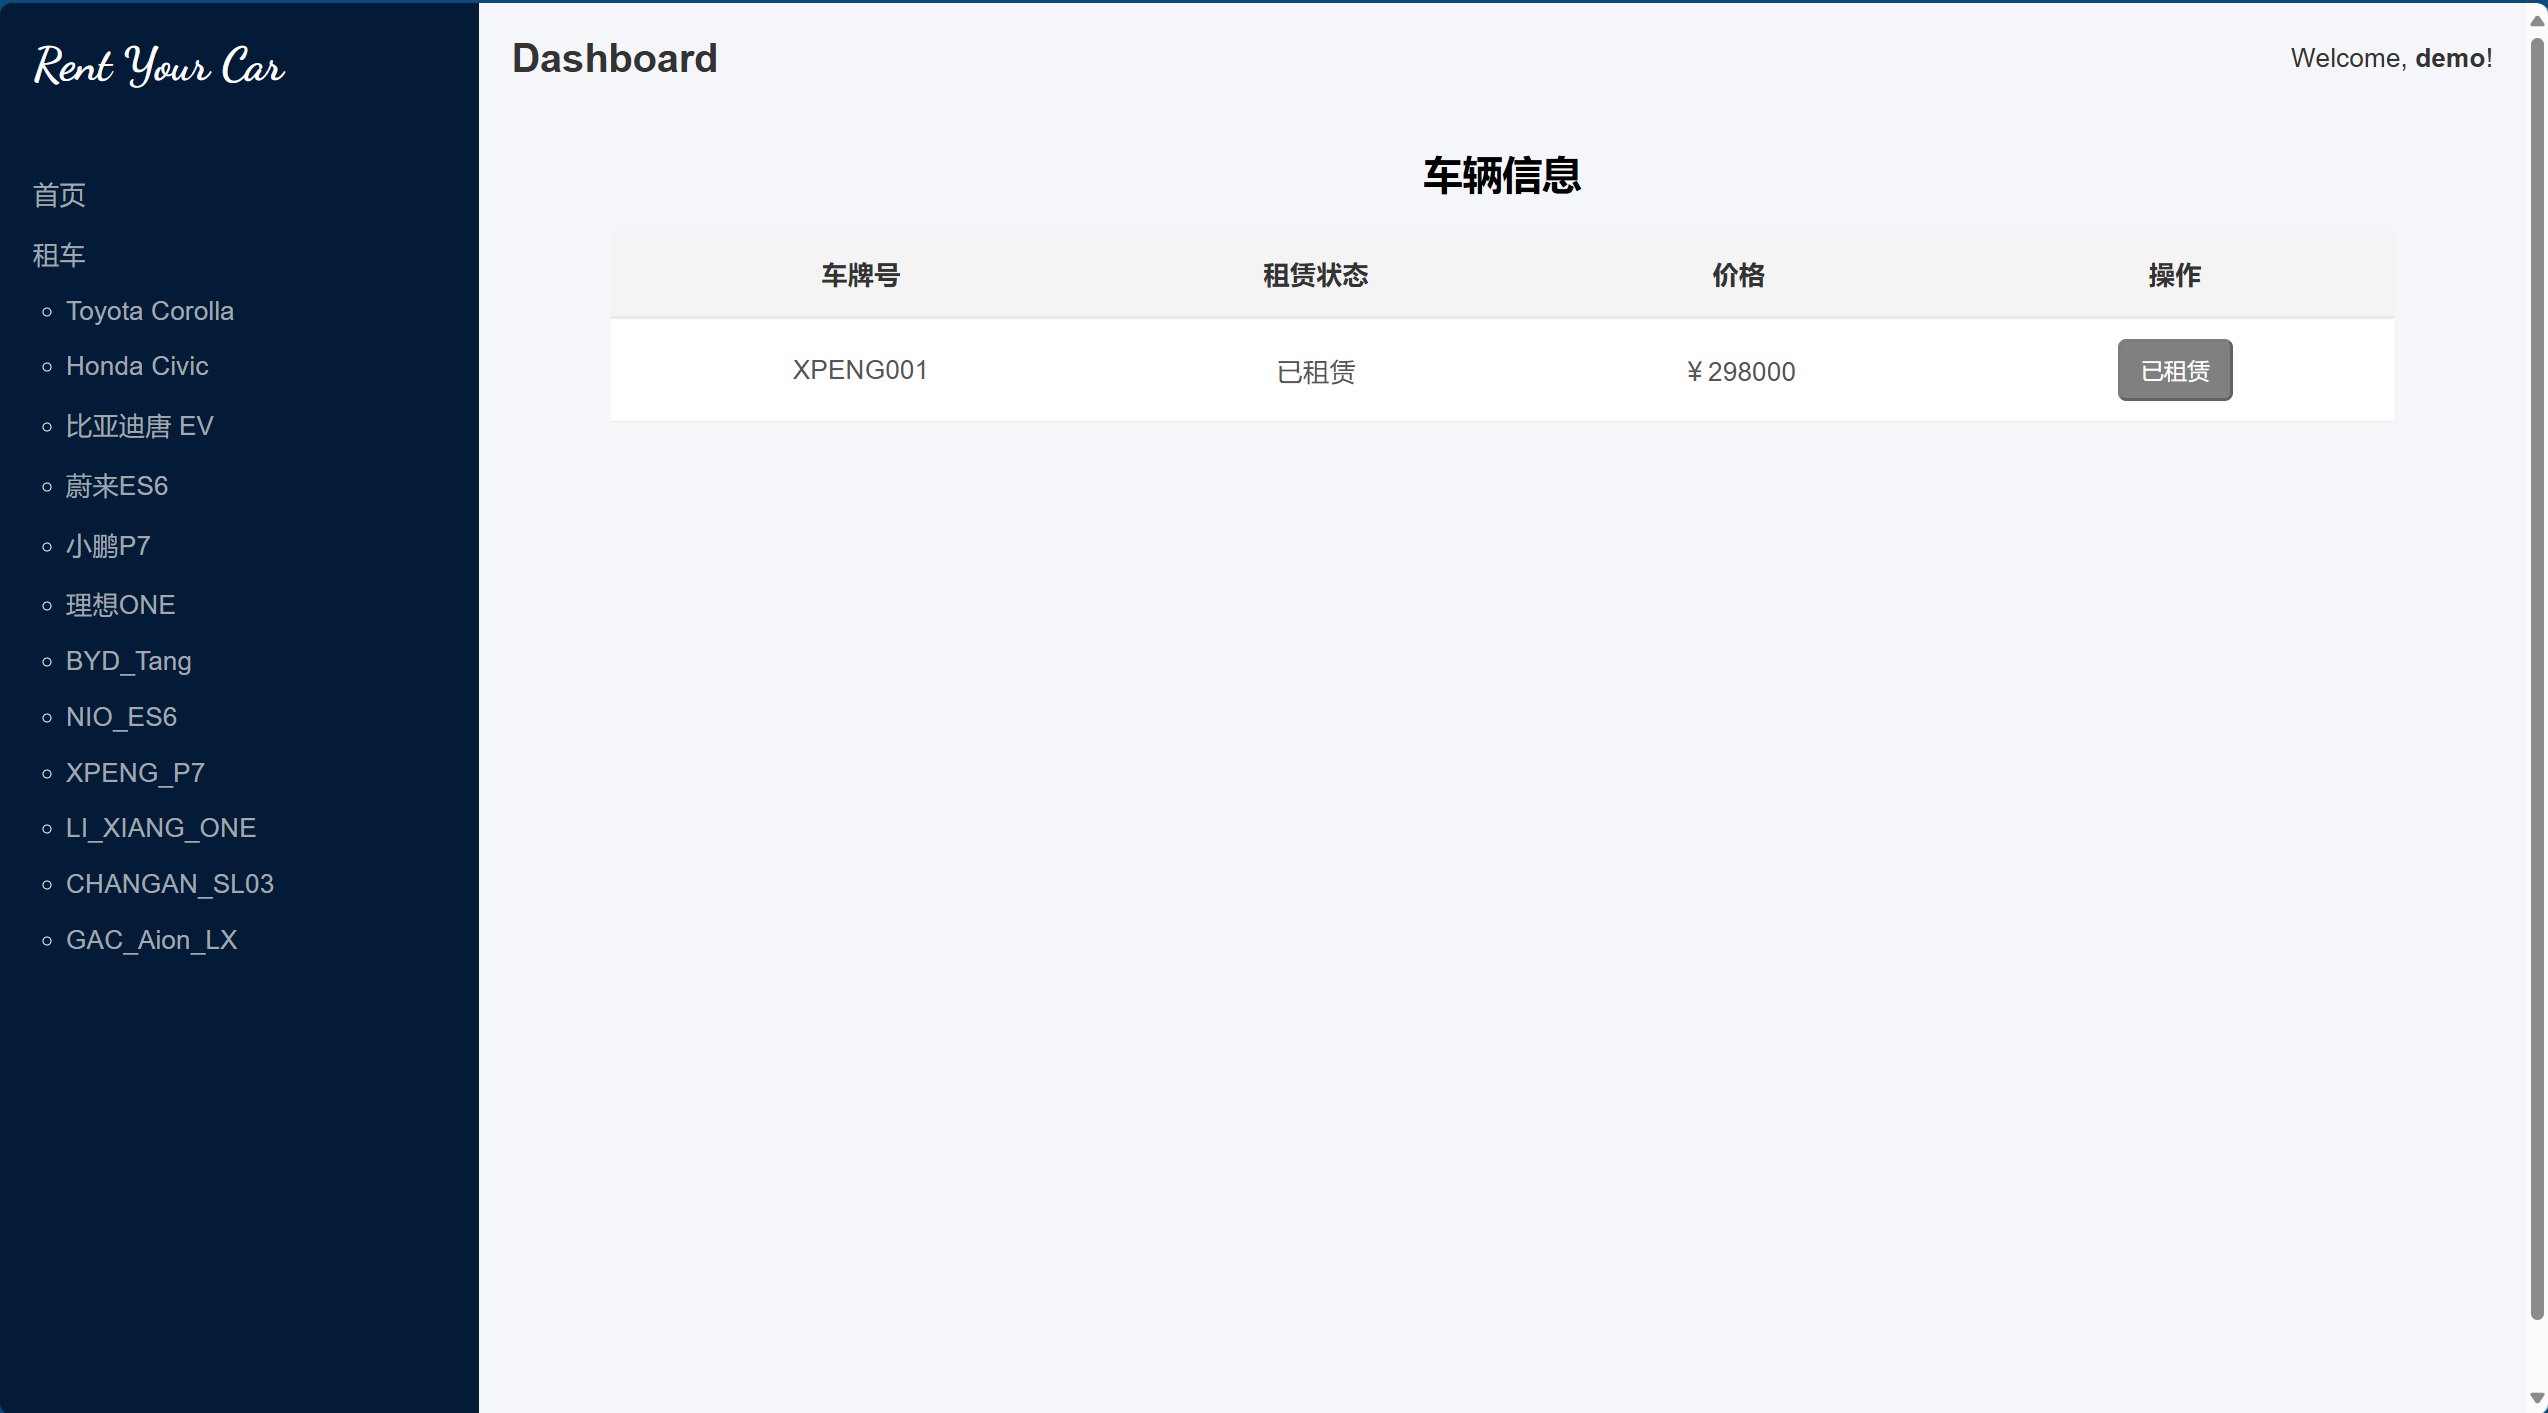 Rent Your Car
首页
租车
Toyota Corolla
Honda Civic
比亚迪唐 EV
蔚来ES6
小鹏P7
理想ONE
BYD_Tang
NIO_ES6
XPENG_P7
LI_XIANG_ONE
CHANGAN_SL03
GAC_Aion_LX
Dashboard
Welcome, demo!
车辆信息
车牌号 租赁状态 价格 操作
XPENG001 已租赁 ¥298000 已租赁